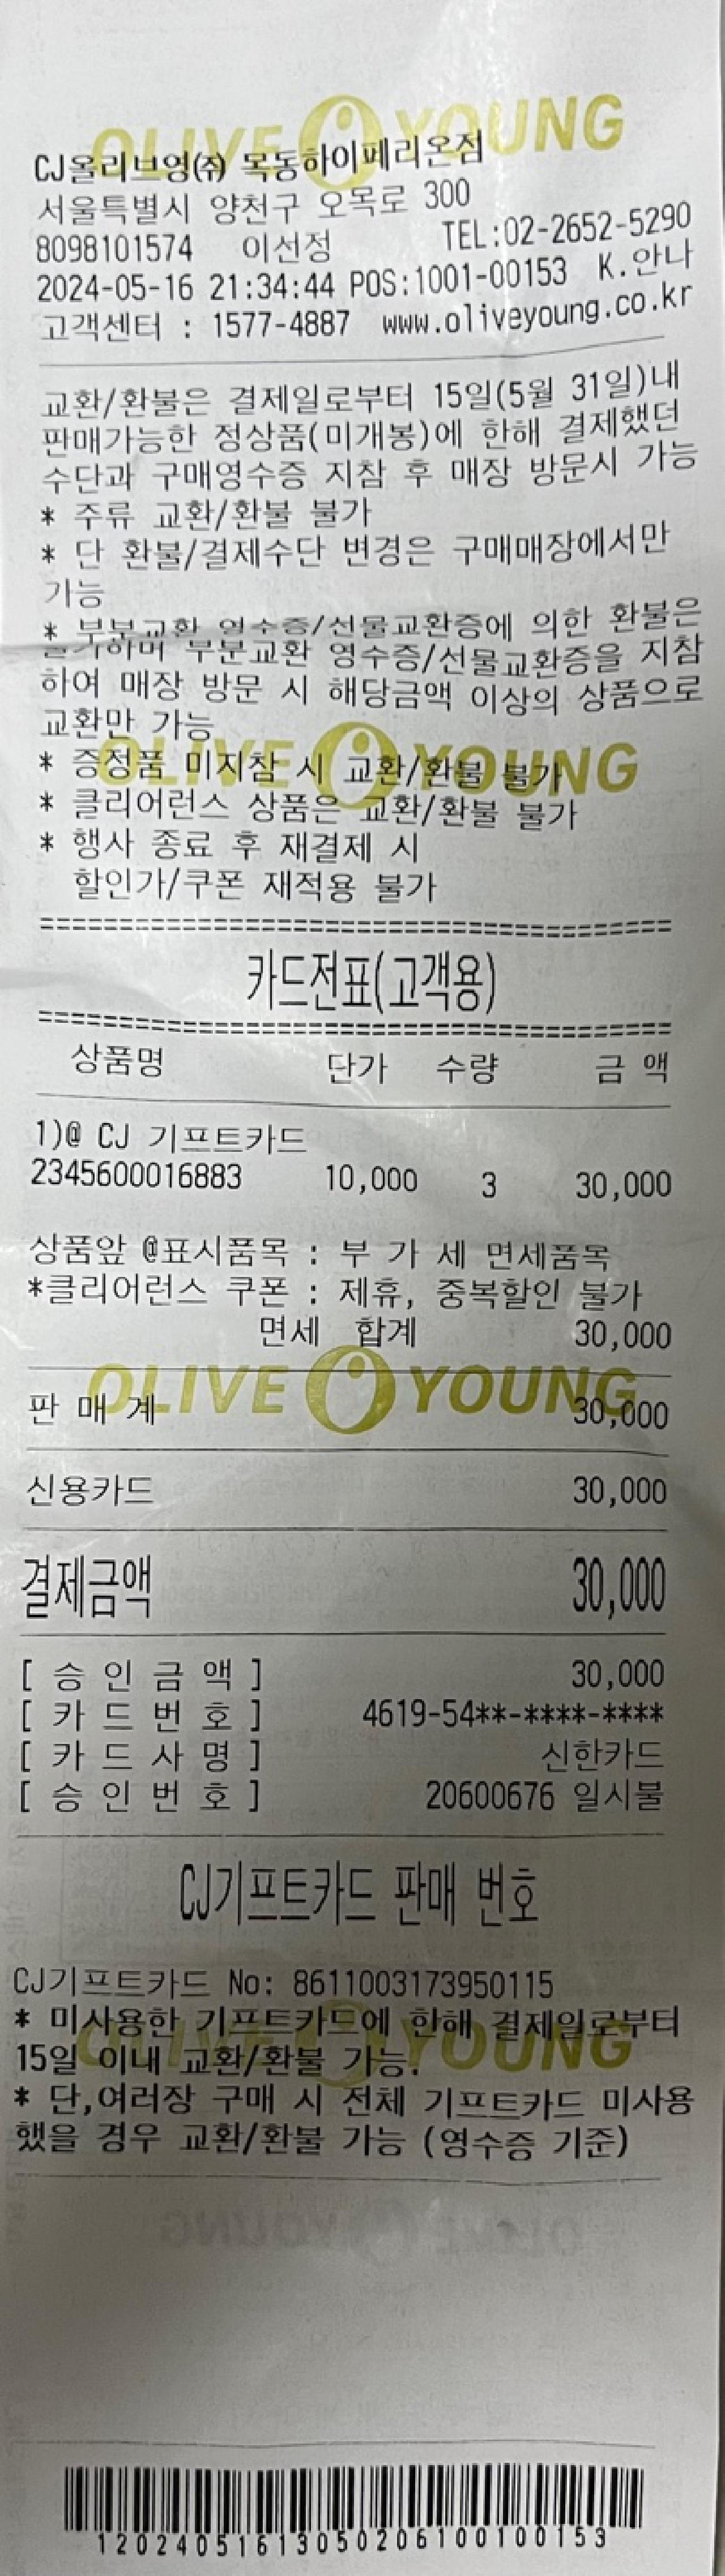 OLIVE YOUNG
CJ올리브영(주) 목동하이페리온점
서울특별시 양천구 오목로 300
8098101574 이선정 TEL:02-2652-5290
2024-05-16 21:34:44 POS:1001-00153 K.안나
고객센터 : 1577-4887 www.oliveyoung.co.kr
교환/환불은 결제일로부터 15일(5월 31일)내
판매가능한 정상품(미개봉)에 한해 결제했던
수단과 구매영수증 지참 후 매장 방문시 가능
* 주류 교환/환불 불가
* 단 환불/결제수단 변경은 구매매장에서만
가능
* 부분교환 영수증/선물교환증에 의한 환불은
불가하며 부분교환 영수증/선물교환증을 지참
하여 매장 방문 시 해당금액 이상의 상품으로
교환만 가능
OLIVE YOUNG
* 증정품 미지참 시 교환/환불 불가
* 클리어런스 상품은 교환/환불 불가
* 행사 종료 후 재결제 시
할인가/쿠폰 재적용 불가
======================================
카드전표(고객용)
======================================
상품명 단가 수량 금 액
1)@ CJ 기프트카드
2345600016883 10,000 3 30,000
상품앞 @표시품목 : 부 가 세 면세품목
*클리어런스 쿠폰 : 제휴, 중복할인 불가
면세 합계 30,000
OLIVE YOUNG
판 매 계 30,000
신용카드 30,000
결제금액 30,000
[ 승 인 금 액 ] 30,000
[ 카 드 번 호 ] 4619-54**-****-****
[ 카 드 사 명 ] 신한카드
[ 승 인 번 호 ] 20600676 일시불
CJ기프트카드 판매 번호
CJ기프트카드 No: 8611003173950115
* 미사용한 기프트카드에 한해 결제일로부터
OLIVE YOUNG
15일 이내 교환/환불 가능.
* 단,여러장 구매 시 전체 기프트카드 미사용
했을 경우 교환/환불 가능 (영수증 기준)
OLIVE YOUNG
12024051613050206100100153